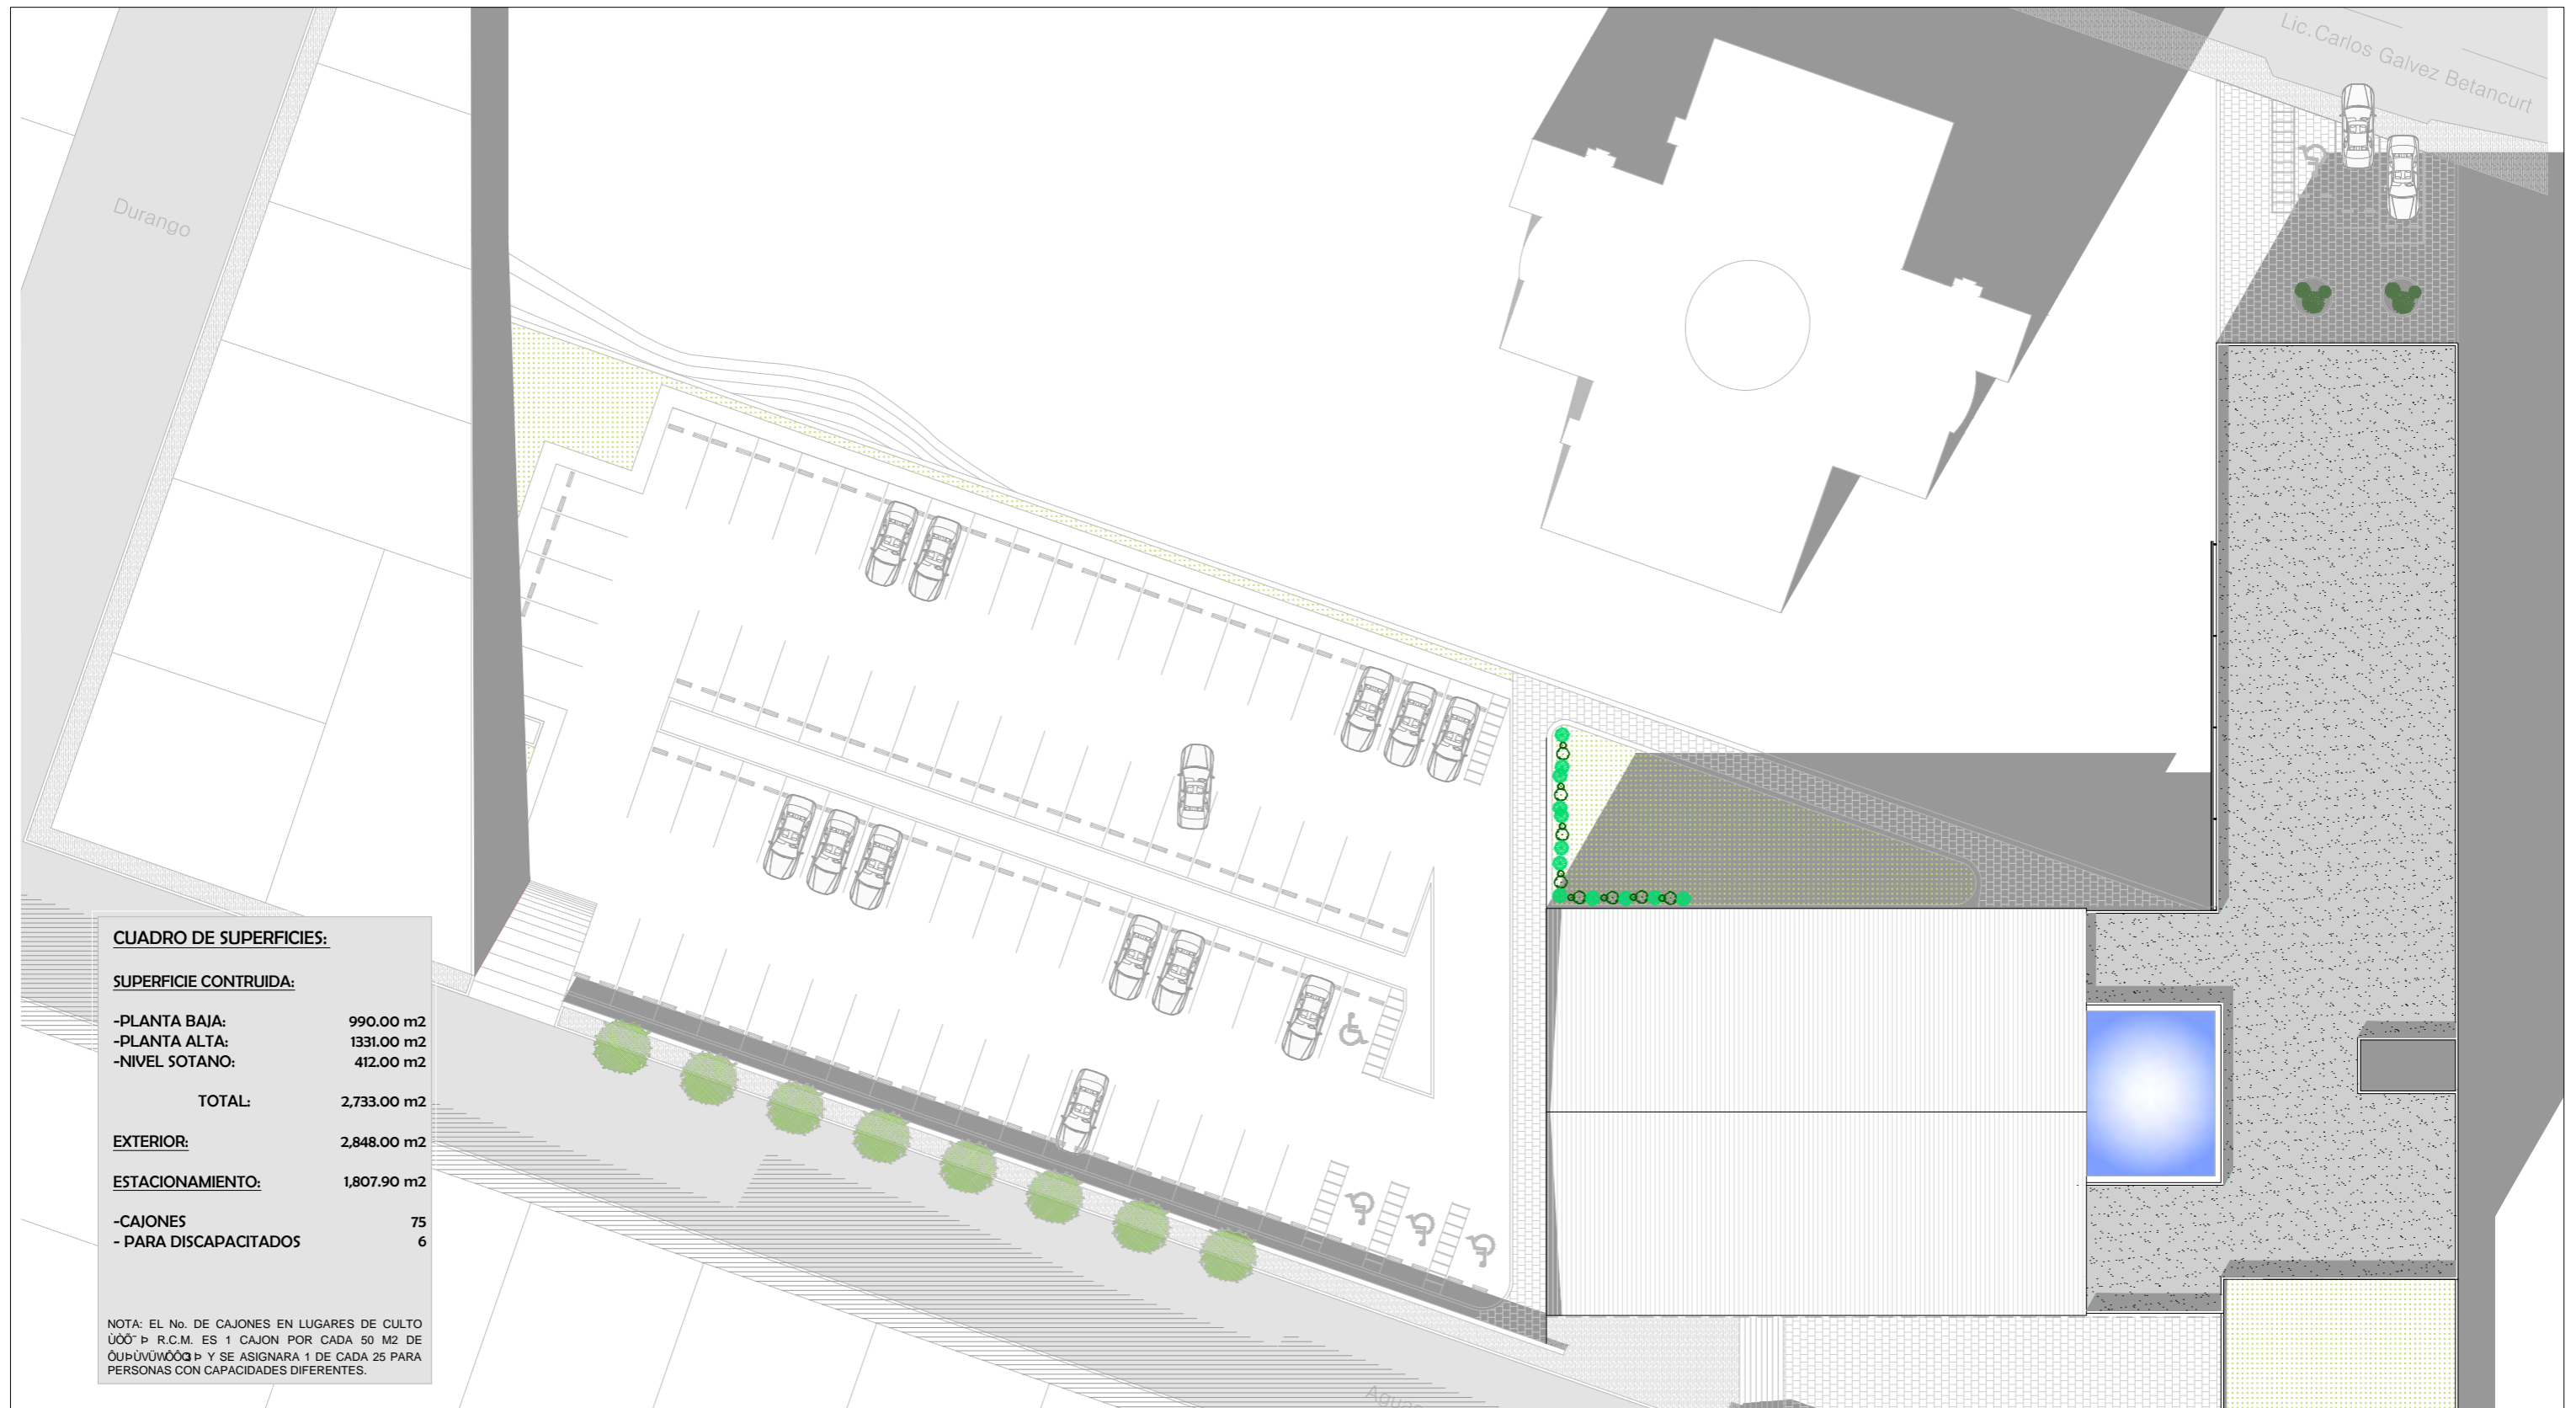 Lic.Carlos Galvez Betancurt
Durango
CUADRO DE SUPERFICIES:
SUPERFICIE CONTRUIDA:
-PLANTA BAJA: 990.00 m2
-PLANTA ALTA: 1331.00 m2
-NIVEL SOTANO: 412.00 m2
TOTAL: 2,733.00 m2
EXTERIOR: 2,848.00 m2
ESTACIONAMIENTO: 1,807.90 m2
-CAJONES 75
- PARA DISCAPACITADOS 6
NOTA: EL No. DE CAJONES EN LUGARES DE CULTO
R.C.M. ES 1 CAJON POR CADA 50 M2 DE
Y SE ASIGNARA 1 DE CADA 25 PARA
PERSONAS CON CAPACIDADES DIFERENTES.